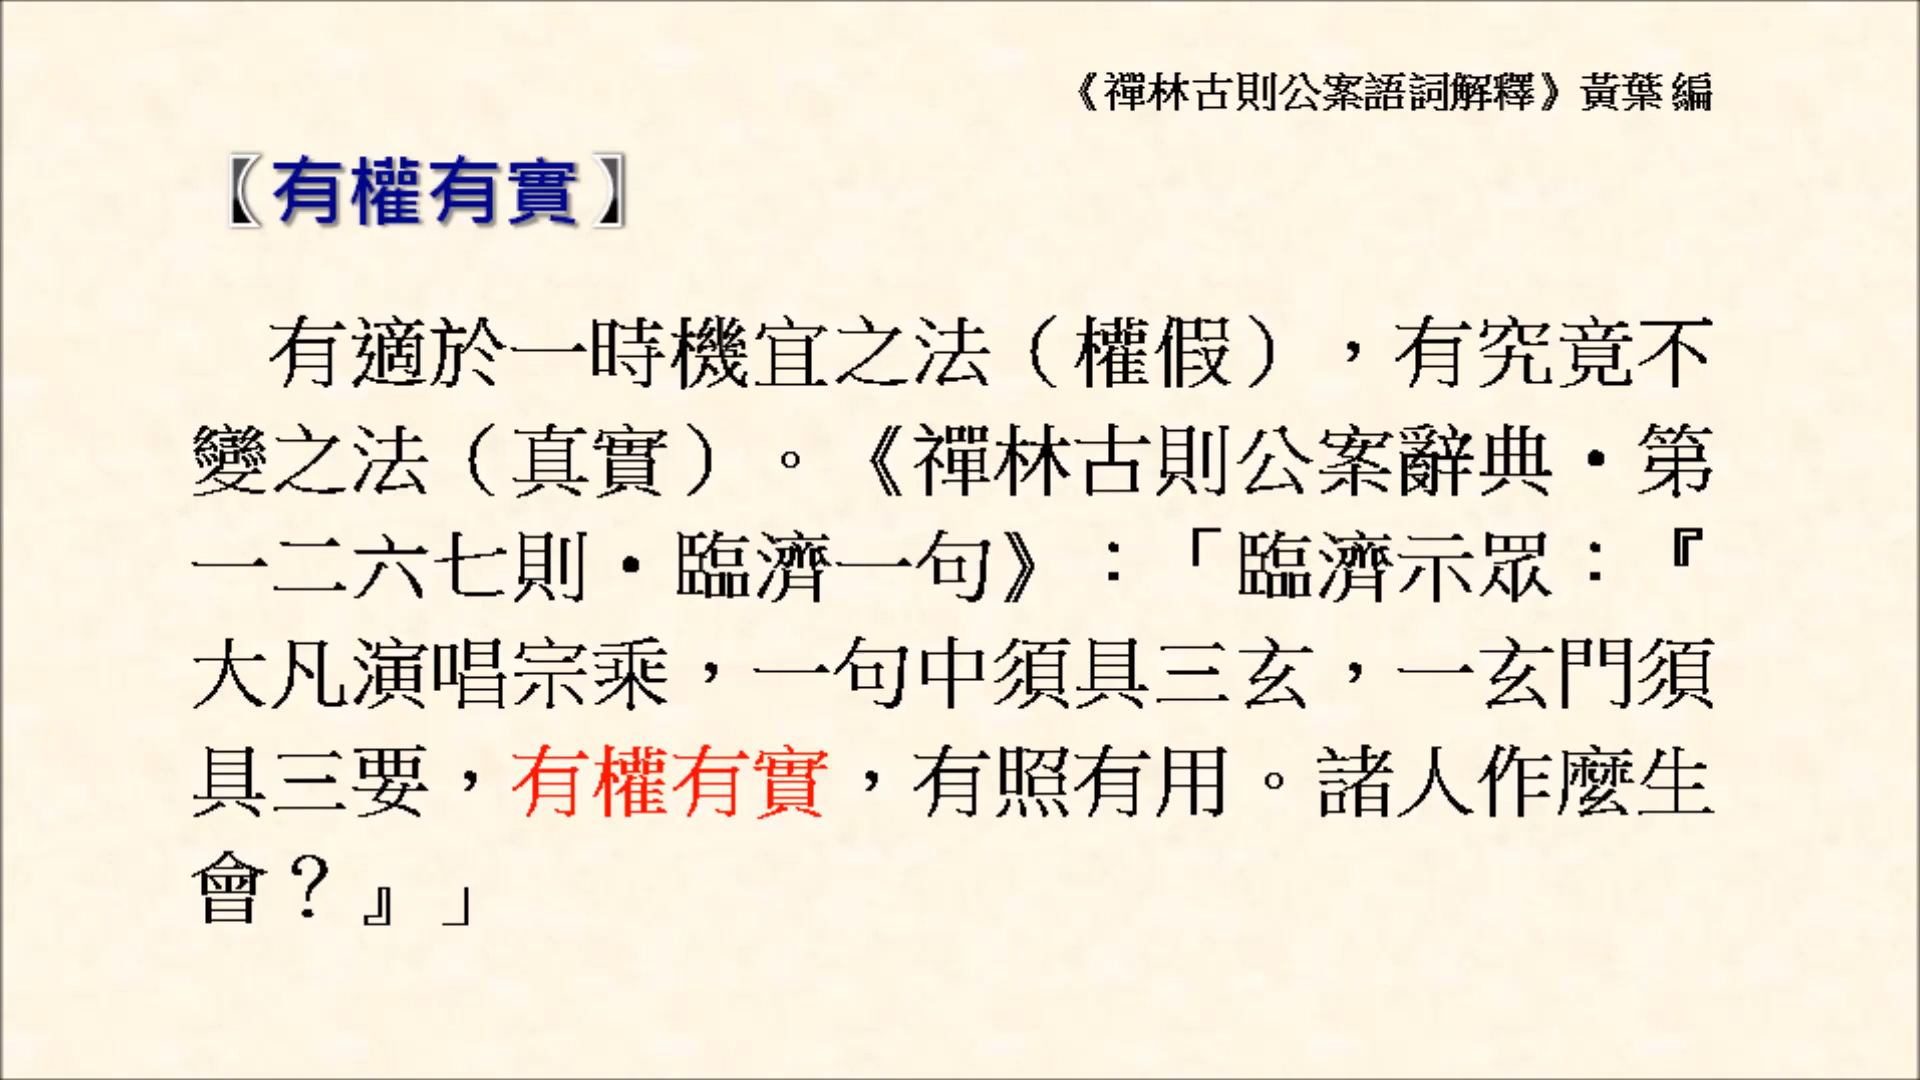 《禪林古則公案語詞解釋》黃葉 編
【有權有實】
有適於一時機宜之法（權假），有究竟不
變之法（真實）。《禪林古則公案辭典•第
一二六七則•臨濟一句》：「臨濟示眾：『
大凡演唱宗乘，一句中須具三玄，一玄門須
具三要，有權有實，有照有用。諸人作麼生
會？』」